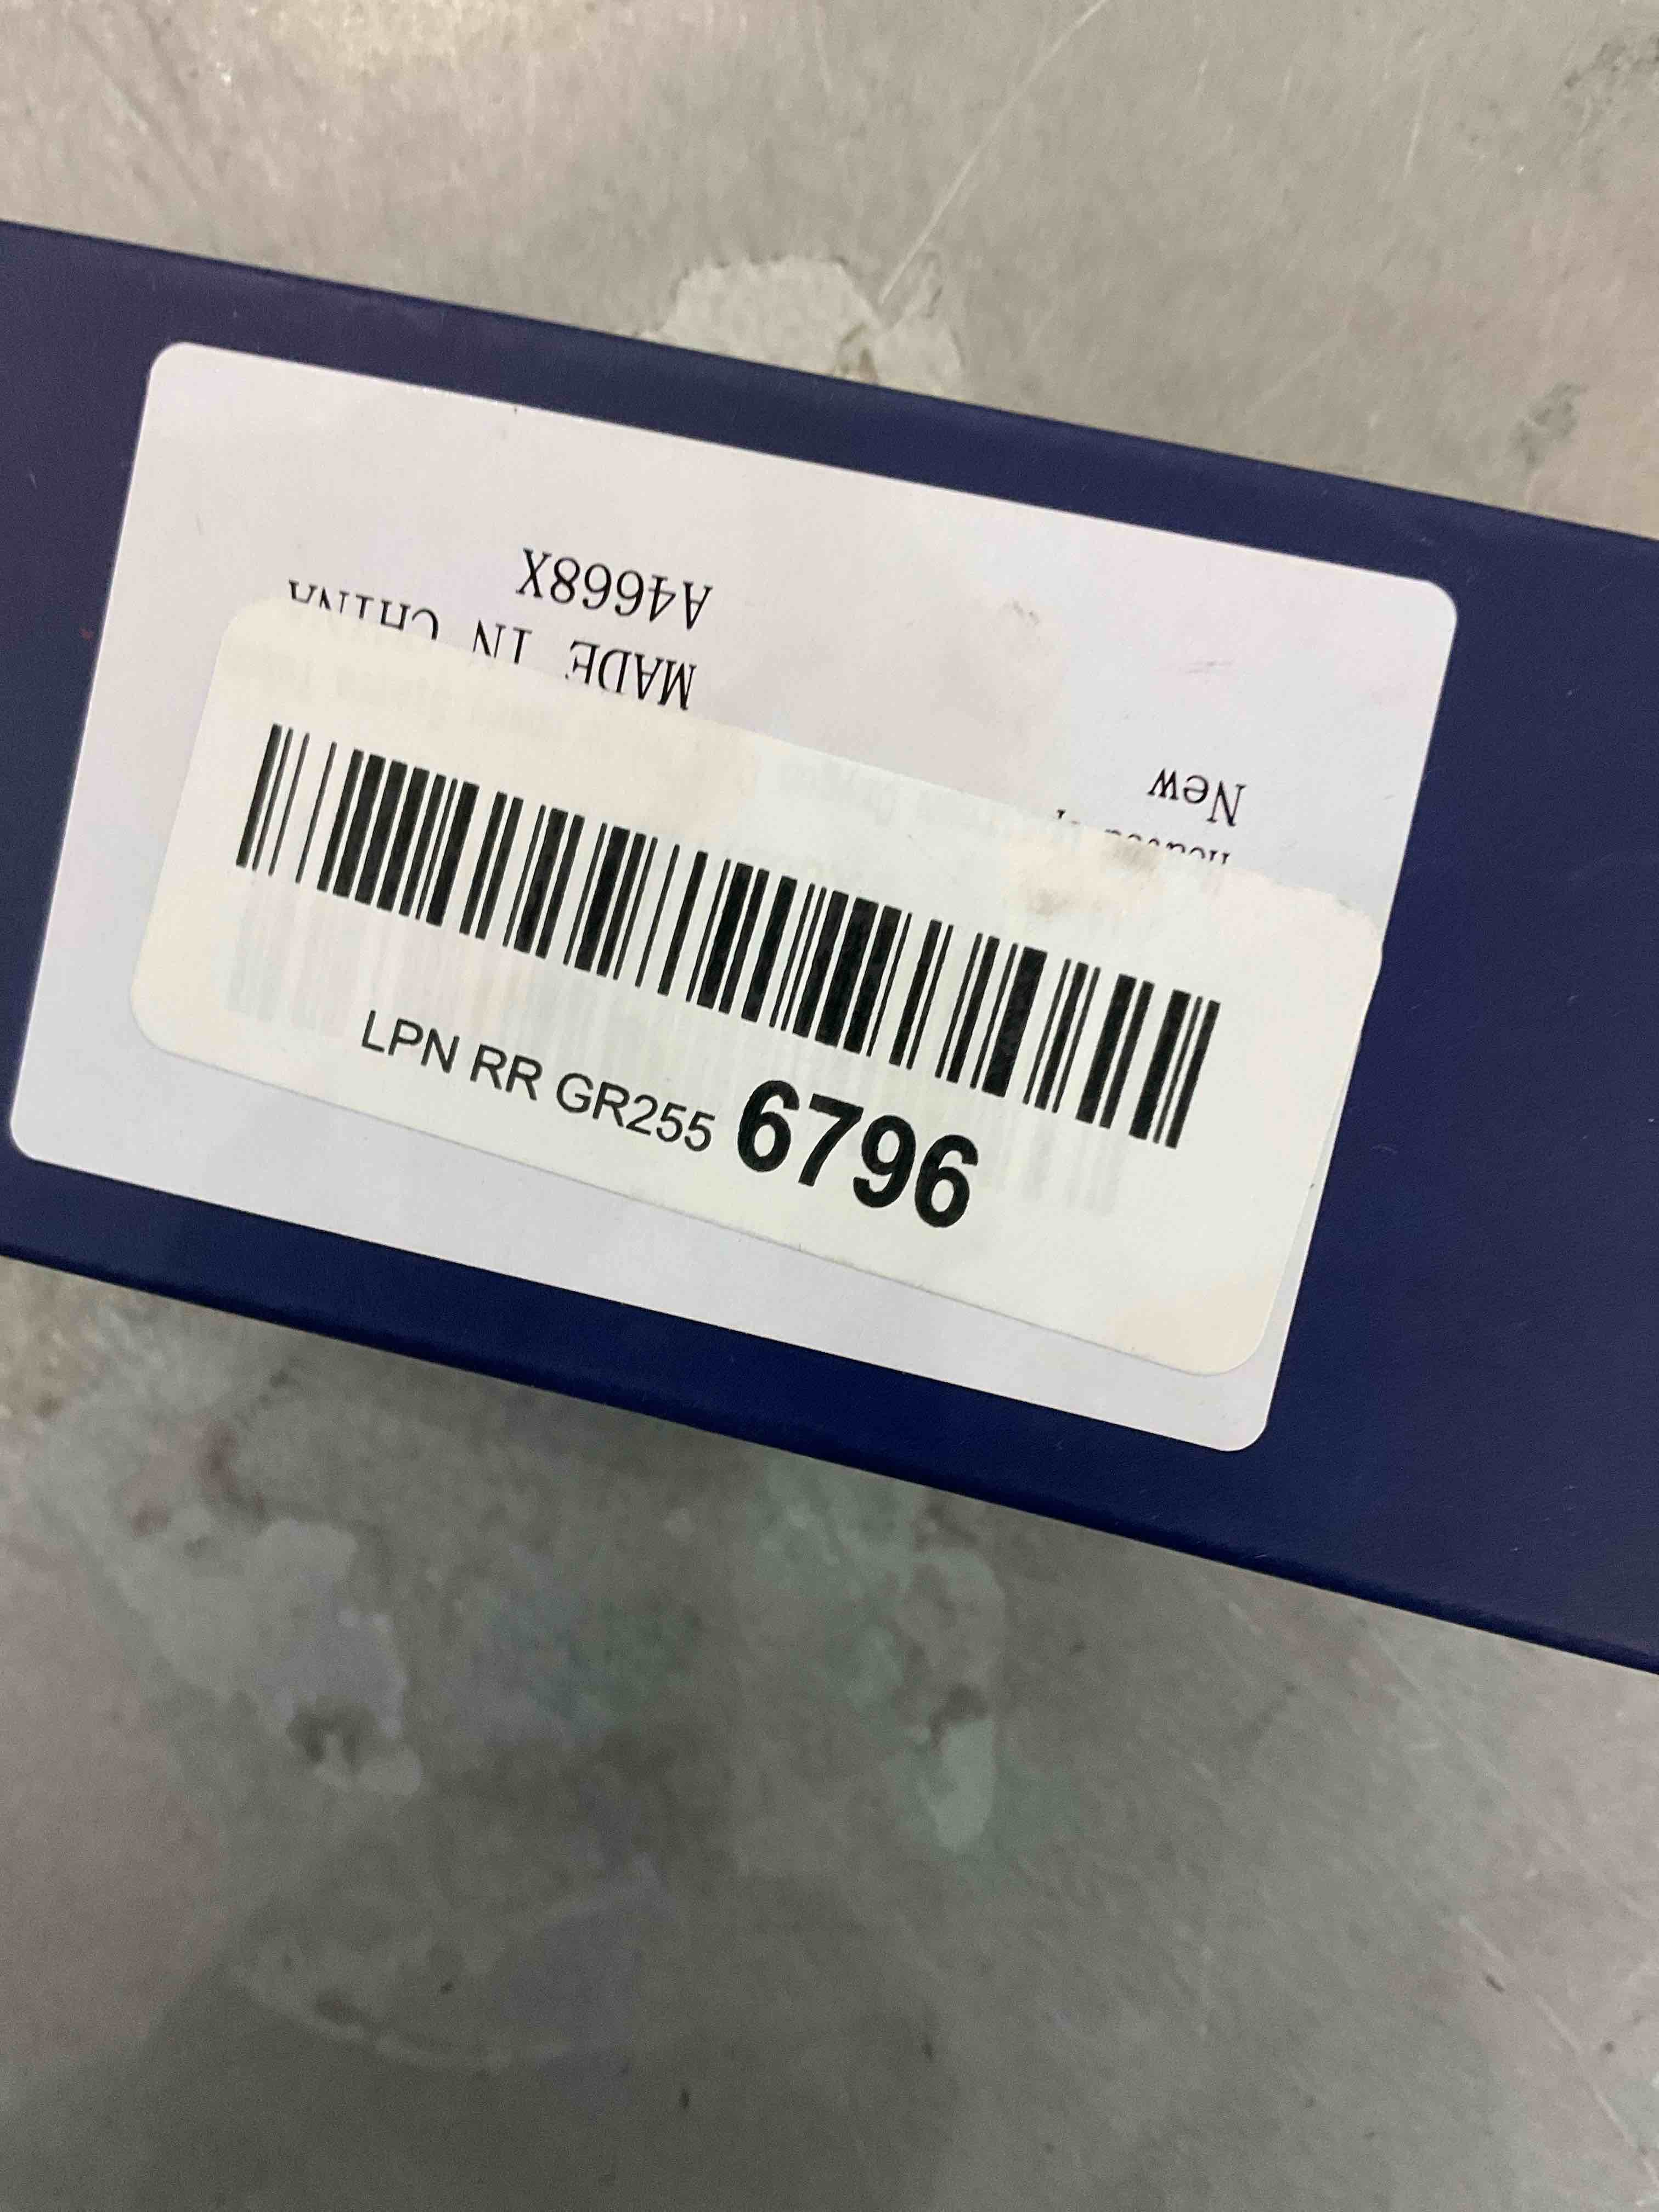 LPN RR GR255 6796
New
MADE IN CHINA
A4668X